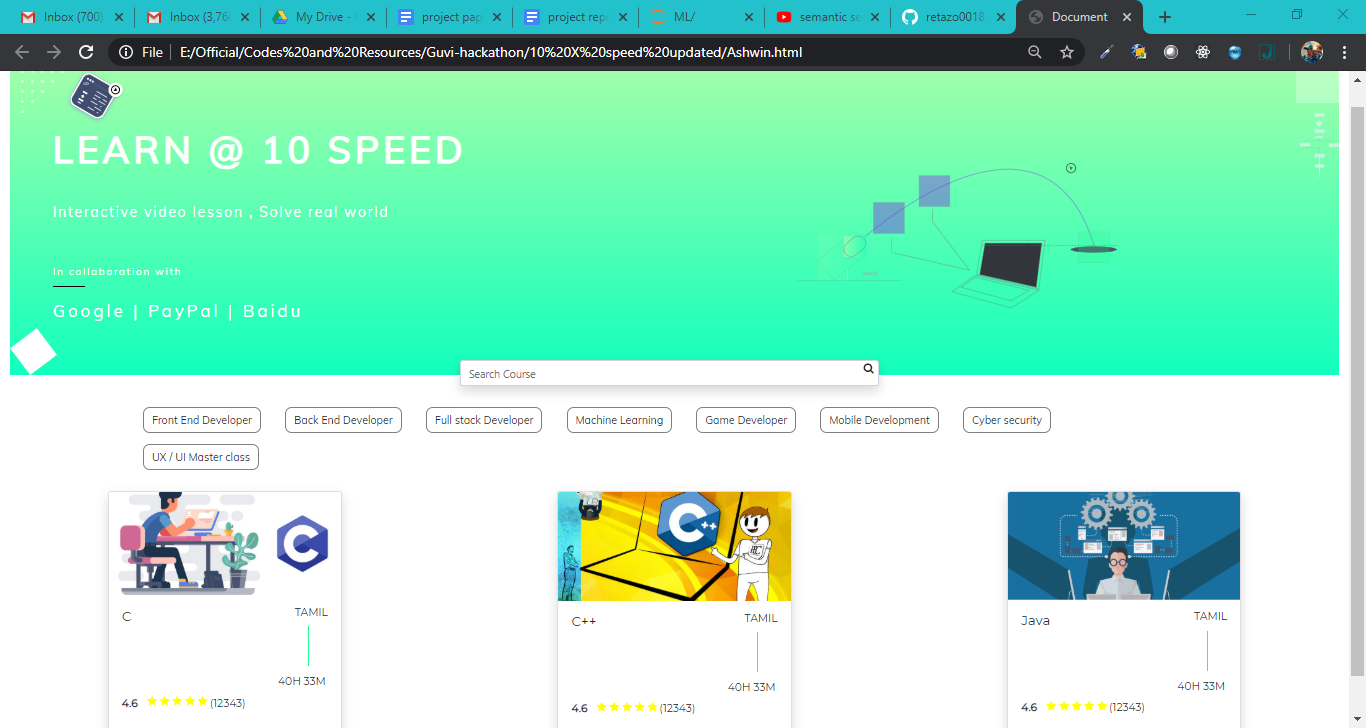 Inbox (700)
Inbox (3,760
My Drive -
project pap
project repo
ML/
semantic se
retazo0018
Document
File
E:/Official/Codes%20and%20Resources/Guvi-hackathon/10%20X%20speed%20updated/Ashwin.html
LEARN @ 10 SPEED
Interactive video lesson , Solve real world
In collaboration with
Google | PayPal | Baidu
Search Course
Front End Developer
Back End Developer
Full stack Developer
Machine Learning
Game Developer
Mobile Development
Cyber security
UX / UI Master class
C
C++
C
TAMIL
40H 33M
4.6 ★★★★★(12343)
C++
TAMIL
40H 33M
4.6 ★★★★★(12343)
Java
TAMIL
40H 33M
4.6 ★★★★★(12343)